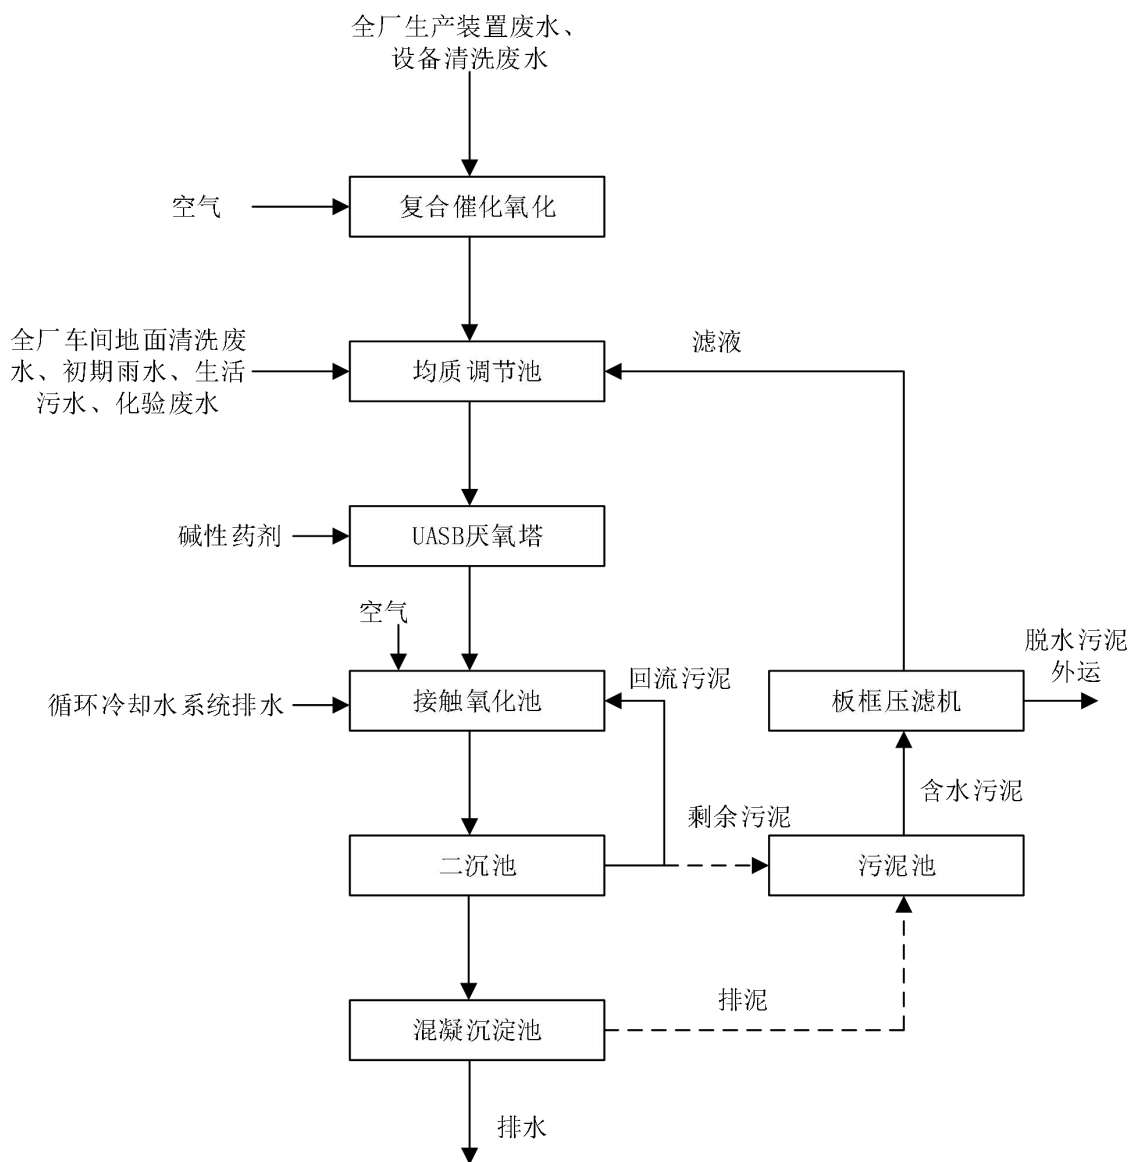 全厂生产装置废水、
设备清洗废水
空气
复合催化氧化
全厂车间地面清洗废
水、初期雨水、生活
污水、化验废水
均质调节池
滤液
碱性药剂
UASB厌氧塔
空气
循环冷却水系统排水
接触氧化池
回流污泥
板框压滤机
脱水污泥
外运
含水污泥
二沉池
剩余污泥
污泥池
混凝沉淀池
排泥
排水